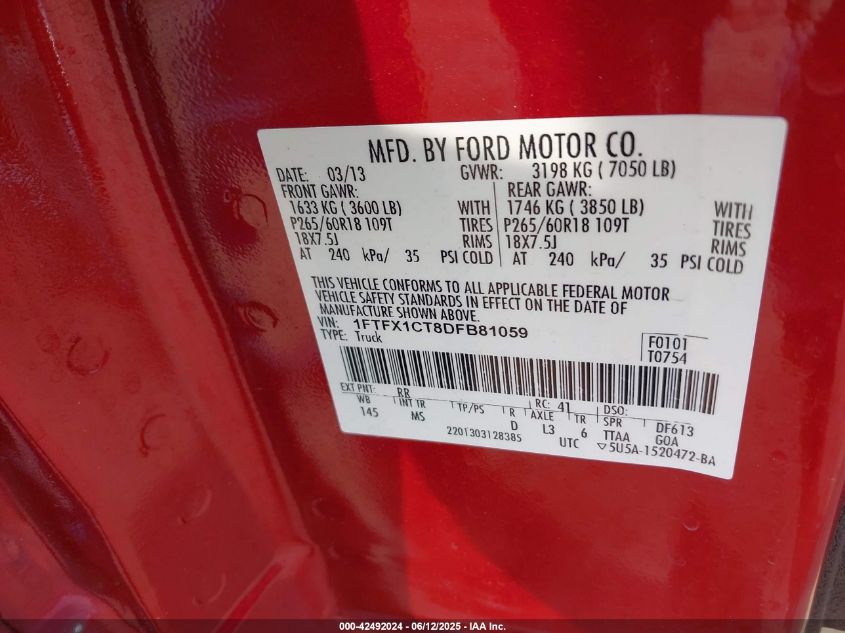 MFD. BY FORD MOTOR CO.
DATE: 03/13 GVWR: 3198 KG ( 7050 LB)
FRONT GAWR: REAR GAWR:
1633 KG ( 3600 LB) WITH 1746 KG ( 3850 LB) WITH
P265/60R18 109T TIRES P265/60R18 109T TIRES
18X7.5J RIMS 18X7.5J RIMS
AT 240 kPa/ 35 PSI COLD AT 240 kPa/ 35 PSI COLD
THIS VEHICLE CONFORMS TO ALL APPLICABLE FEDERAL MOTOR
VEHICLE SAFETY STANDARDS IN EFFECT ON THE DATE OF
MANUFACTURE SHOWN ABOVE.
VIN: 1FTFX1CT8DFB81059 F0101
TYPE: Truck T0754
EXT PNT: RR RC: 41 DSO:
WB INT TR TP/PS R AXLE TR SPR DF613
145 MS D L3 6 TTAA GOA
2201303128385 UTC ▽5U5A-1520472-BA
000-42492024 - 06/12/2025 - IAA Inc.